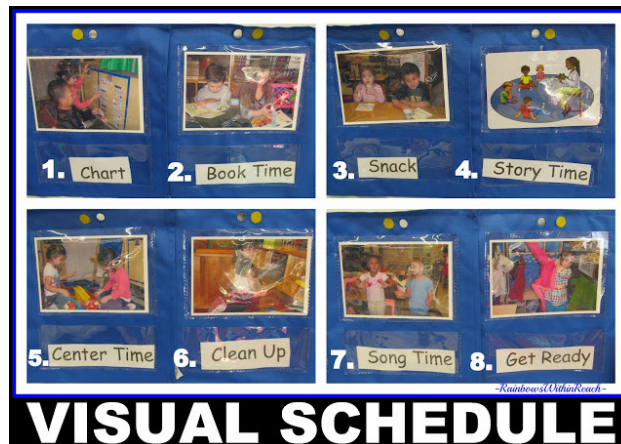 1. Chart
2. Book Time
3. Snack
4. Story Time
5. Center Time
6. Clean Up
7. Song Time
8. Get Ready
-RainbowsWithinReach-
VISUAL SCHEDULE